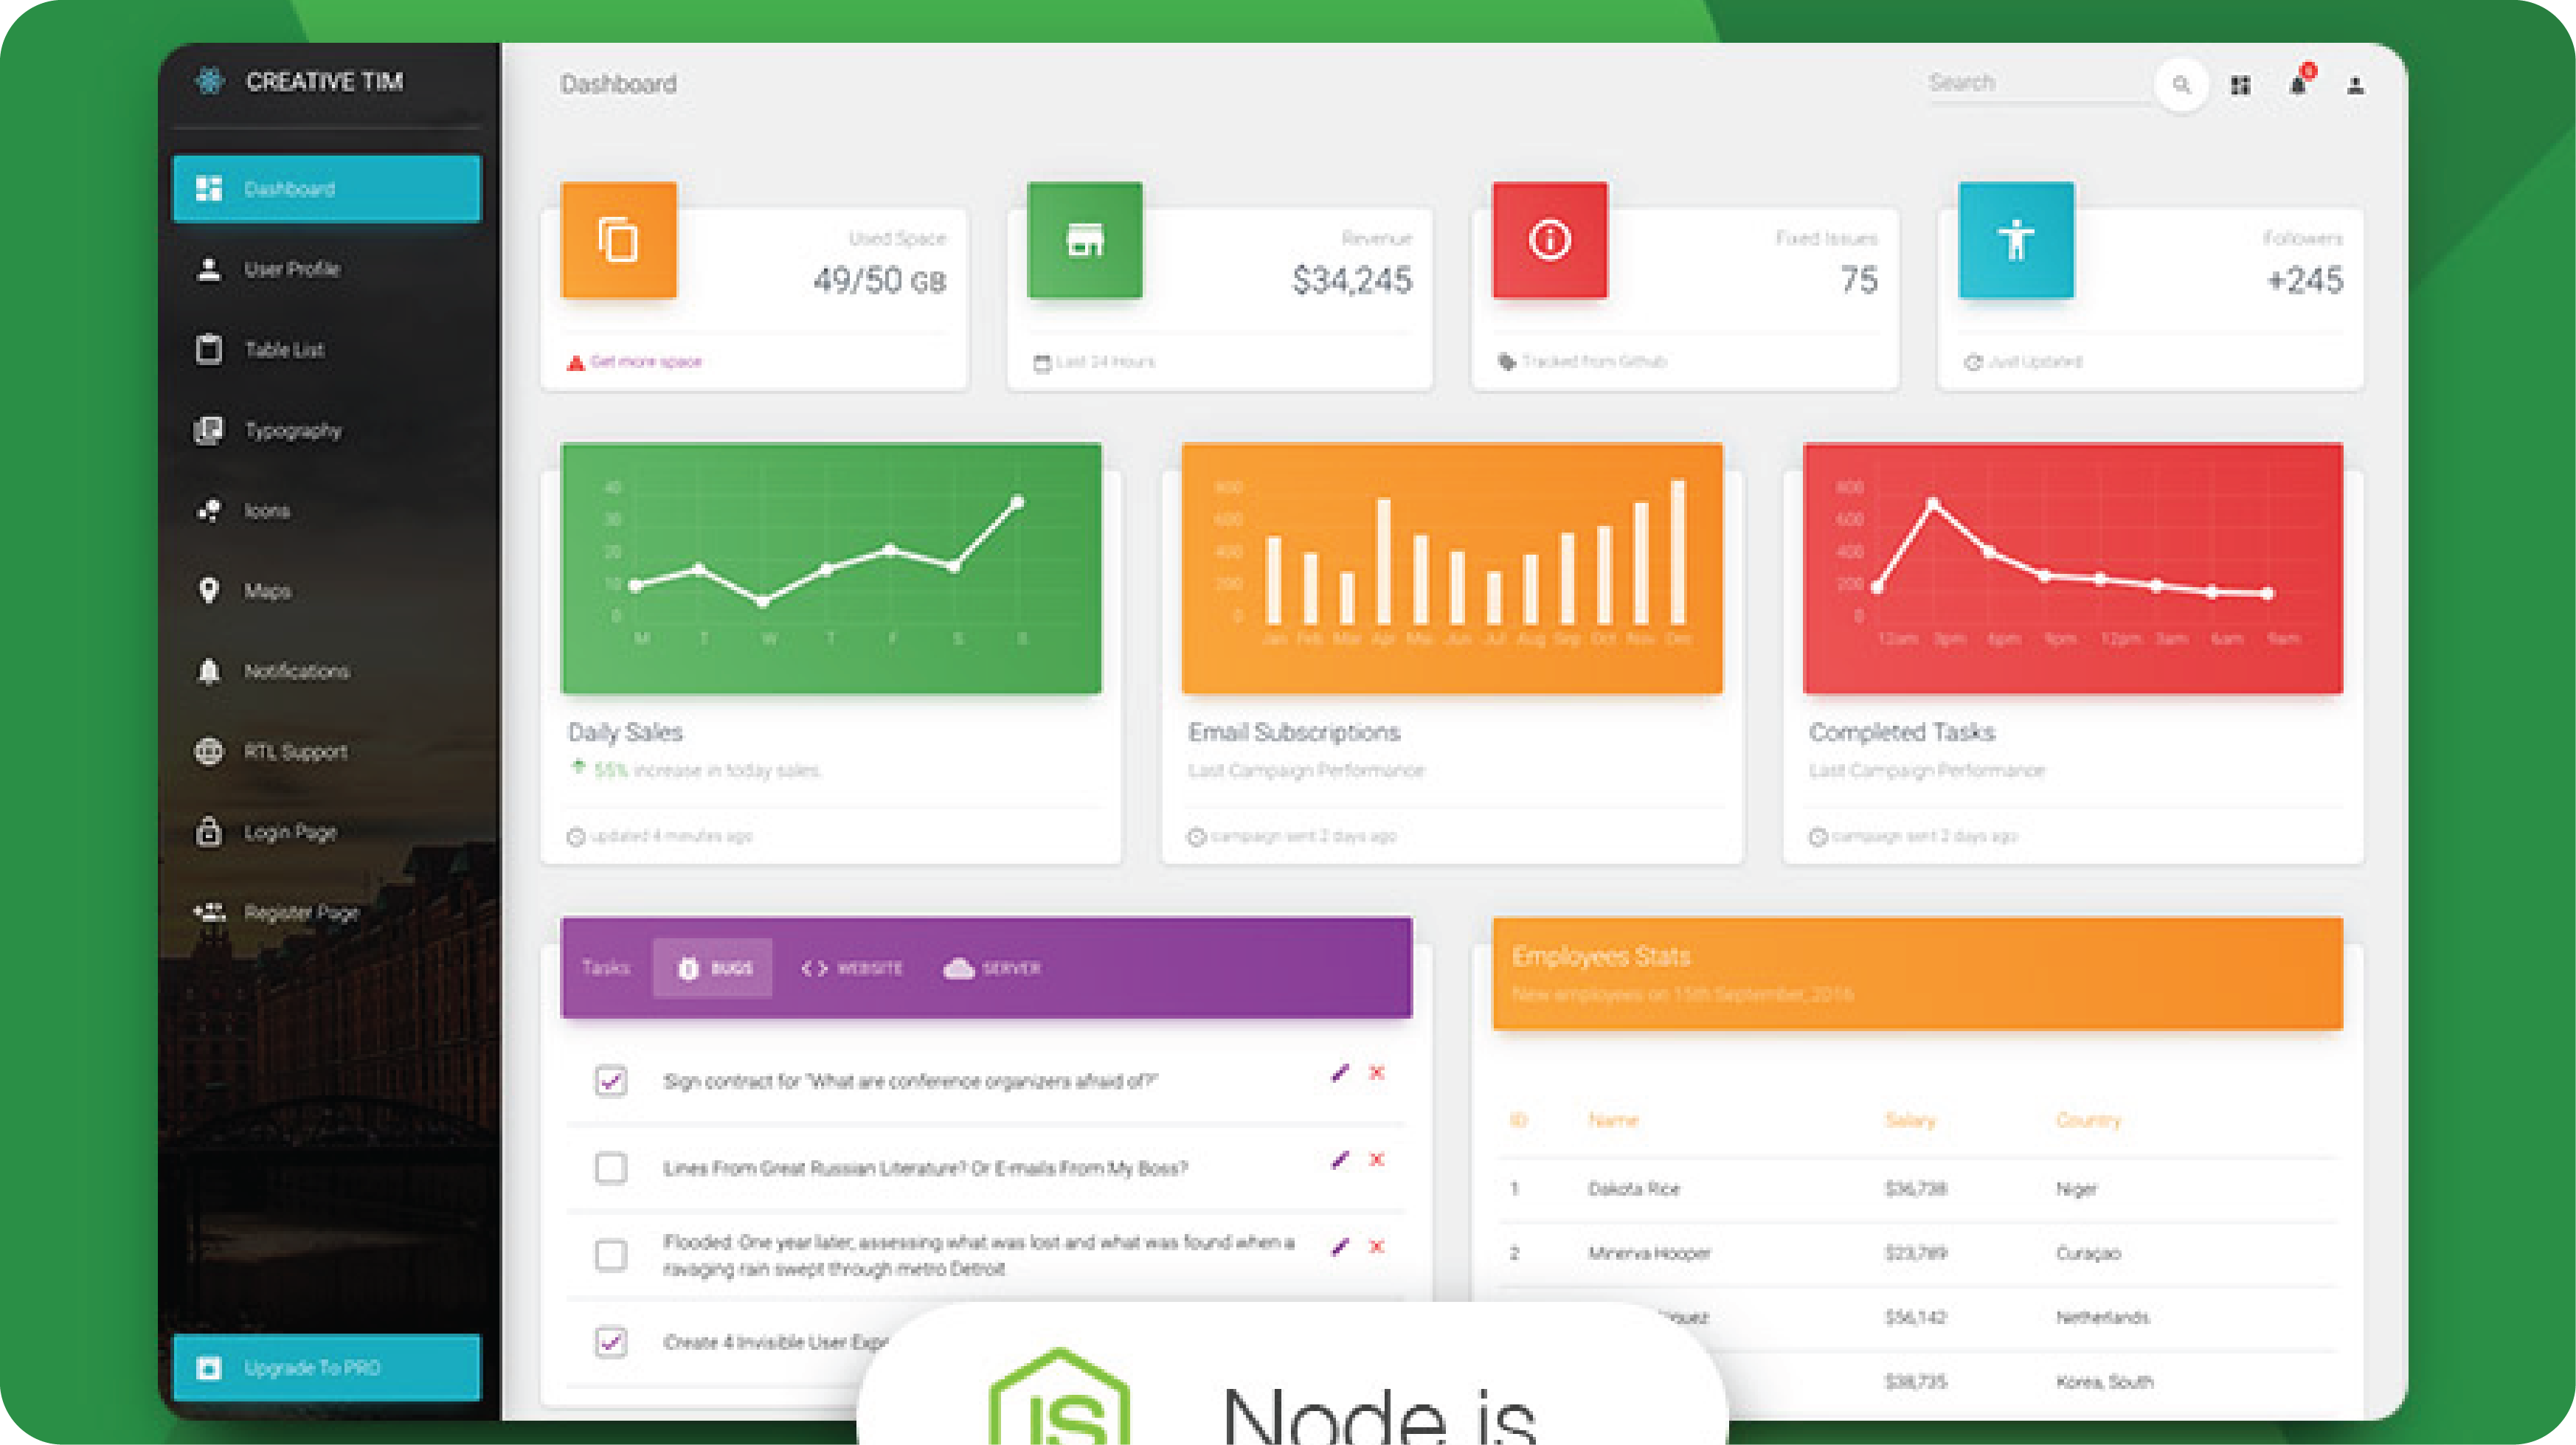 CREATIVE TIM
Dashboard
User Profile
Table List
Typography
Icons
Maps
Notifications
RTL Support
Login Page
Register Page
Upgrade To PRO
Dashboard
Search
Used Space
49/50 GB
Get more space
Revenue
$34,245
Last 24 Hours
Fixed Issues
75
Tracked from Github
Followers
+245
Just Updated
40
30
20
10
0
M T W T F S S
Daily Sales
55% increase in today sales.
updated 4 minutes ago
800
600
400
200
0
Jan Feb Mar Apr Mai Jun Jul Aug Sep Oct Nov Dec
Email Subscriptions
Last Campaign Performance
campaign sent 2 days ago
800
600
400
200
0
12am 3pm 6pm 9pm 12pm 3am 6am 9am
Completed Tasks
Last Campaign Performance
campaign sent 2 days ago
Tasks: BUGS WEBSITE SERVER
Sign contract for "What are conference organizers afraid of?"
Lines From Great Russian Literature? Or E-mails From My Boss?
Flooded: One year later, assessing what was lost and what was found when a
ravaging rain swept through metro Detroit
Create 4 Invisible User Expe
Employees Stats
New employees on 15th September, 2016
ID Name Salary Country
1 Dakota Rice $36,738 Niger
2 Minerva Hooper $23,789 Curaçao
$56,142 Netherlands
$38,735 Korea, South
JS
Node js